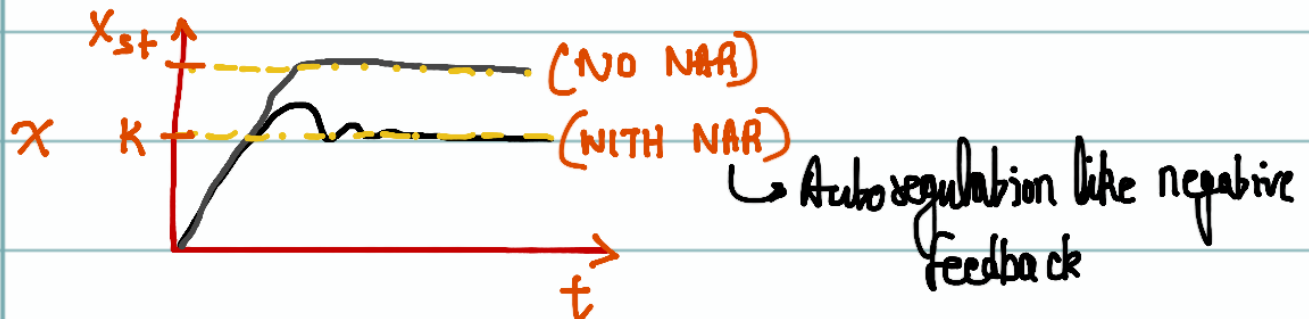 Xst
(NO NAR)
X K (WITH NAR)
Autoregulation like negative
feedback
t